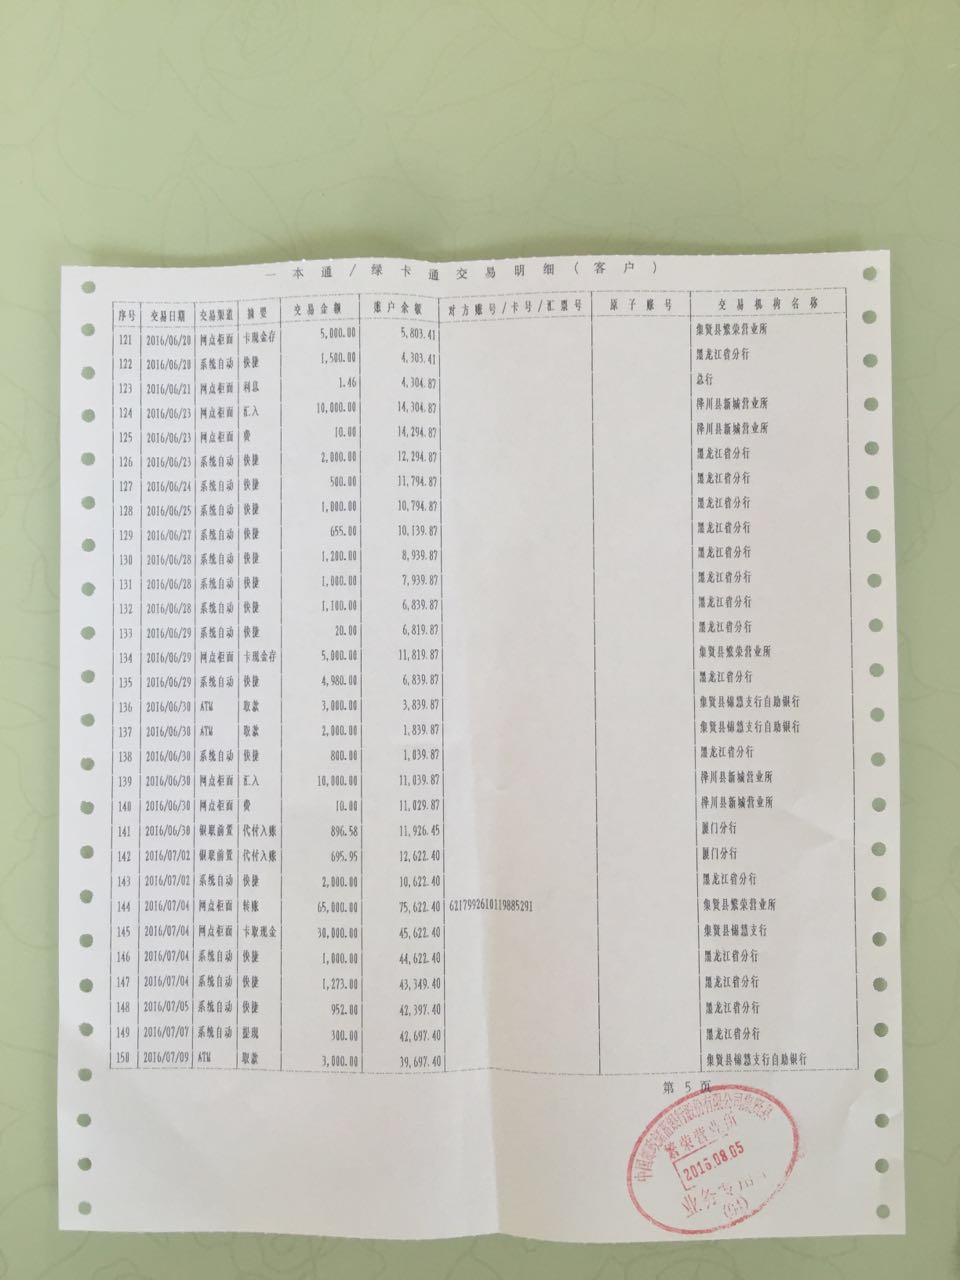 一本通/绿卡通交易明细(客户)
序号 交易日期 交易渠道 摘要 交易金额 账户余额 对方账号/卡号/汇票号 原子账号 交易机构名称
121 2016/06/20 网点柜面 卡现金存 5,000.00 5,803.41 集贤县繁荣营业所
122 2016/06/20 系统自动 快捷 1,500.00 4,303.41 黑龙江省分行
123 2016/06/21 网点柜面 利息 1.46 4,304.87 总行
124 2016/06/23 网点柜面 汇入 10,000.00 14,304.87 桦川县新城营业所
125 2016/06/23 网点柜面 费 10.00 14,294.87 桦川县新城营业所
126 2016/06/23 系统自动 快捷 2,000.00 12,294.87 黑龙江省分行
127 2016/06/24 系统自动 快捷 500.00 11,794.87 黑龙江省分行
128 2016/06/25 系统自动 快捷 1,000.00 10,794.87 黑龙江省分行
129 2016/06/27 系统自动 快捷 655.00 10,139.87 黑龙江省分行
130 2016/06/28 系统自动 快捷 1,200.00 8,939.87 黑龙江省分行
131 2016/06/28 系统自动 快捷 1,000.00 7,939.87 黑龙江省分行
132 2016/06/28 系统自动 快捷 1,100.00 6,839.87 黑龙江省分行
133 2016/06/29 系统自动 快捷 20.00 6,819.87 黑龙江省分行
134 2016/06/29 网点柜面 卡现金存 5,000.00 11,819.87 集贤县繁荣营业所
135 2016/06/29 系统自动 快捷 4,980.00 6,839.87 黑龙江省分行
136 2016/06/30 ATM 取款 3,000.00 3,839.87 集贤县锦慧支行自助银行
137 2016/06/30 ATM 取款 2,000.00 1,839.87 集贤县锦慧支行自助银行
138 2016/06/30 系统自动 快捷 800.00 1,039.87 黑龙江省分行
139 2016/06/30 网点柜面 汇入 10,000.00 11,039.87 桦川县新城营业所
140 2016/06/30 网点柜面 费 10.00 11,029.87 桦川县新城营业所
141 2016/06/30 银联前置 代付入账 896.58 11,926.45 厦门分行
142 2016/07/02 银联前置 代付入账 695.95 12,622.40 厦门分行
143 2016/07/02 系统自动 快捷 2,000.00 10,622.40 黑龙江省分行
144 2016/07/04 网点柜面 转账 65,000.00 75,622.40 6217992610119885291 集贤县繁荣营业所
145 2016/07/04 网点柜面 卡取现金 30,000.00 45,622.40 集贤县锦慧支行
146 2016/07/04 系统自动 快捷 1,000.00 44,622.40 黑龙江省分行
147 2016/07/04 系统自动 快捷 1,273.00 43,349.40 黑龙江省分行
148 2016/07/05 系统自动 快捷 952.00 42,397.40 黑龙江省分行
149 2016/07/07 系统自动 提现 300.00 42,697.40 黑龙江省分行
150 2016/07/09 ATM 取款 3,000.00 39,697.40 集贤县锦慧支行自助银行
第 5 页
中国邮政储蓄银行股份有限公司集贤县
繁荣营业所
2016.08.05
业务专用